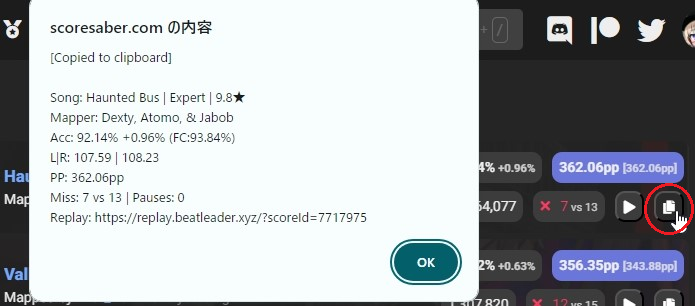 scoresaber.com の内容
[Copied to clipboard]
Song: Haunted Bus | Expert | 9.8★
Mapper: Dexty, Atomo, & Jabob
Acc: 92.14% +0.96% (FC:93.84%)
L|R: 107.59 | 108.23
PP: 362.06pp
Miss: 7 vs 13 | Pauses: 0
Replay: https://replay.beatleader.xyz/?scoreId=7717975
OK
+ /
Hau
4% +0.96%
362.06pp [362.06pp]
Mapp
64,077
✕ 7 vs 13
Val
2% +0.63%
356.35pp [343.88pp]
1,307,820
12 vs 15